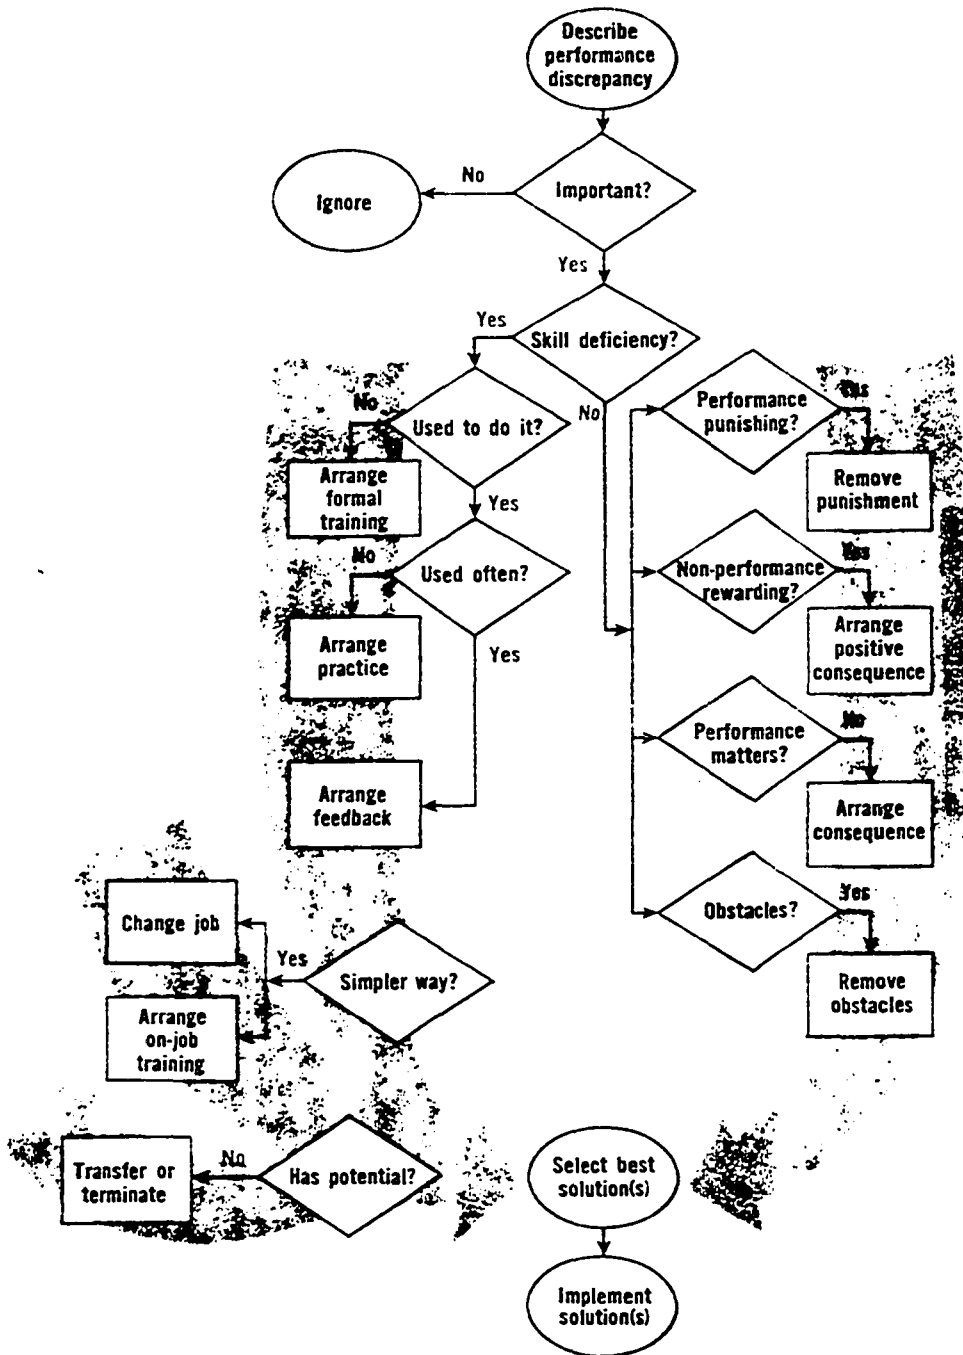 Describe
performance
discrepancy
No
Important?
Ignore
Yes
Yes
Skill deficiency?
No
Used to do it?
No
Performance
punishing?
Yes
Arrange
formal
training
Yes
Remove
punishment
No
Used often?
Non-performance
rewarding?
Yes
Arrange
practice
Yes
Arrange
positive
consequence
Performance
matters?
No
Arrange
feedback
Arrange
consequence
Change job
Obstacles?
Yes
Yes
Simpler way?
Remove
obstacles
Arrange
on-job
training
Transfer or
terminate
No
Has potential?
Select best
solution(s)
Implement
solution(s)